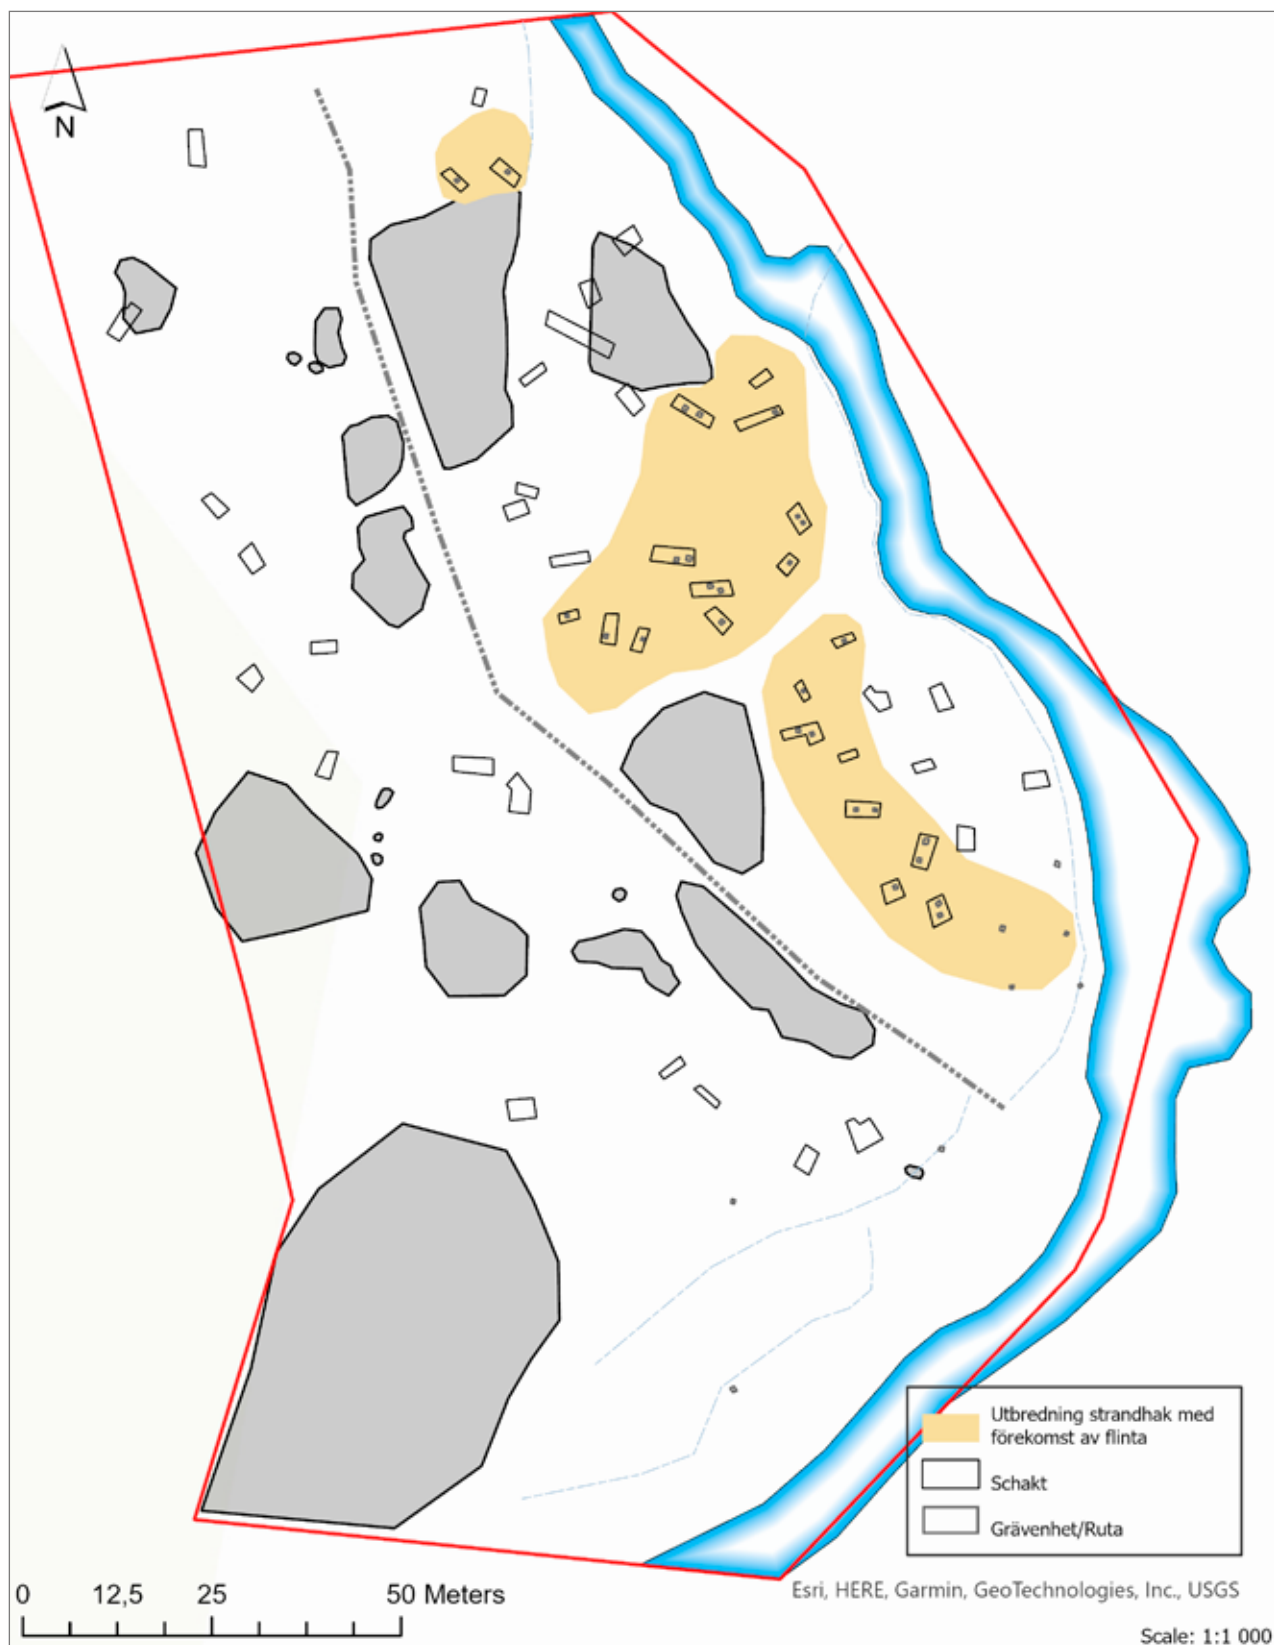 N
Utbredning strandhak med
förekomst av flinta
Schakt
Grävenhet/Ruta
0 12,5 25 50 Meters
Esri, HERE, Garmin, GeoTechnologies, Inc., USGS
Scale: 1:1 000